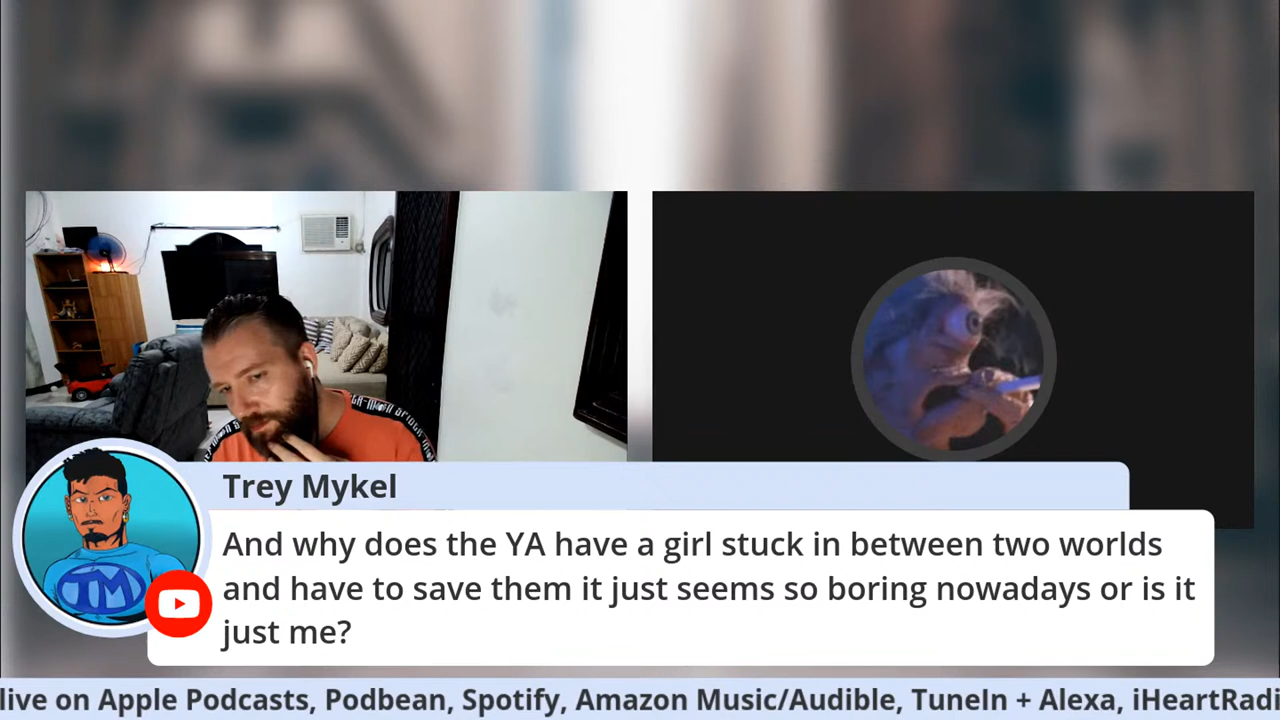 Trey Mykel
And why does the YA have a girl stuck in between two worlds
and have to save them it just seems so boring nowadays or is it
just me?
TM
live on Apple Podcasts, Podbean, Spotify, Amazon Music/Audible, TuneIn + Alexa, iHeartRadi